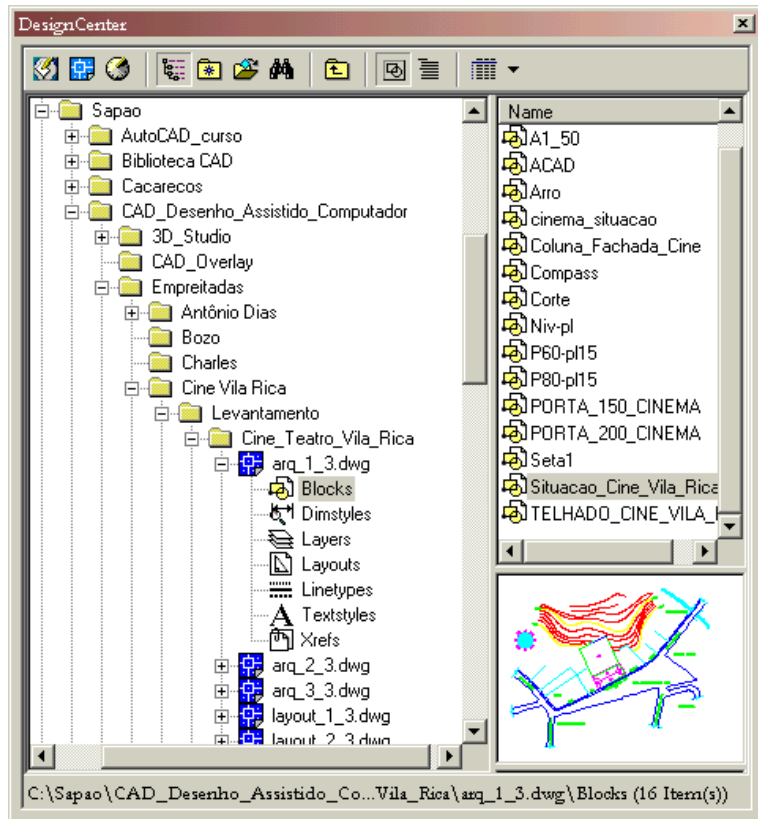 DesignCenter
Sapao
AutoCAD_curso
Biblioteca CAD
Cacarecos
CAD_Desenho_Assistido_Computador
3D_Studio
CAD_Overlay
Empreitadas
Antônio Dias
Bozo
Charles
Cine Vila Rica
Levantamento
Cine_Teatro_Vila_Rica
arq_1_3.dwg
Blocks
Dimstyles
Layers
Layouts
Linetypes
Textstyles
Xrefs
arq_2_3.dwg
arq_3_3.dwg
layout_1_3.dwg
layout_2_3.dwg
Name
A1_50
ACAD
Arro
cinema_situacao
Coluna_Fachada_Cine
Compass
Corte
Niv-pl
P60-pl15
P80-pl15
PORTA_150_CINEMA
PORTA_200_CINEMA
Seta1
Situacao_Cine_Vila_Rica
TELHADO_CINE_VILA_
C:\Sapao\CAD_Desenho_Assistido_Co...Vila_Rica\arq_1_3.dwg\Blocks (16 Item(s))